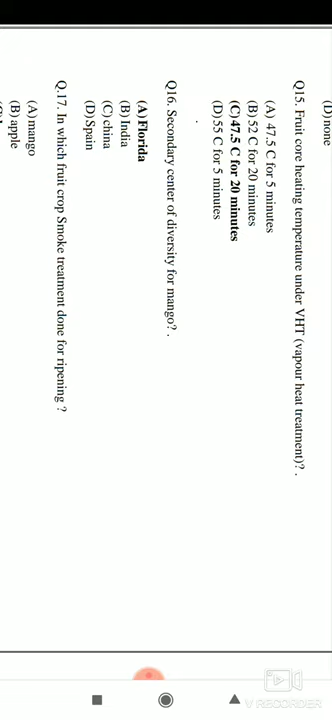 (D) none
Q15. Fruit core heating temperature under VHT (vapour heat treatment)? .
(A) 47.5 C for 5 minutes
(B) 52 C for 20 minutes
(C) 47.5 C for 20 minutes
(D) 55 C for 5 minutes
.
Q16. Secondary center of diversity for mango? .
(A) Florida
(B) India
(C) china
(D) Spain
Q.17. In which fruit crop Smoke treatment done for ripening ?
(A) mango
(B) apple
V RECORDER